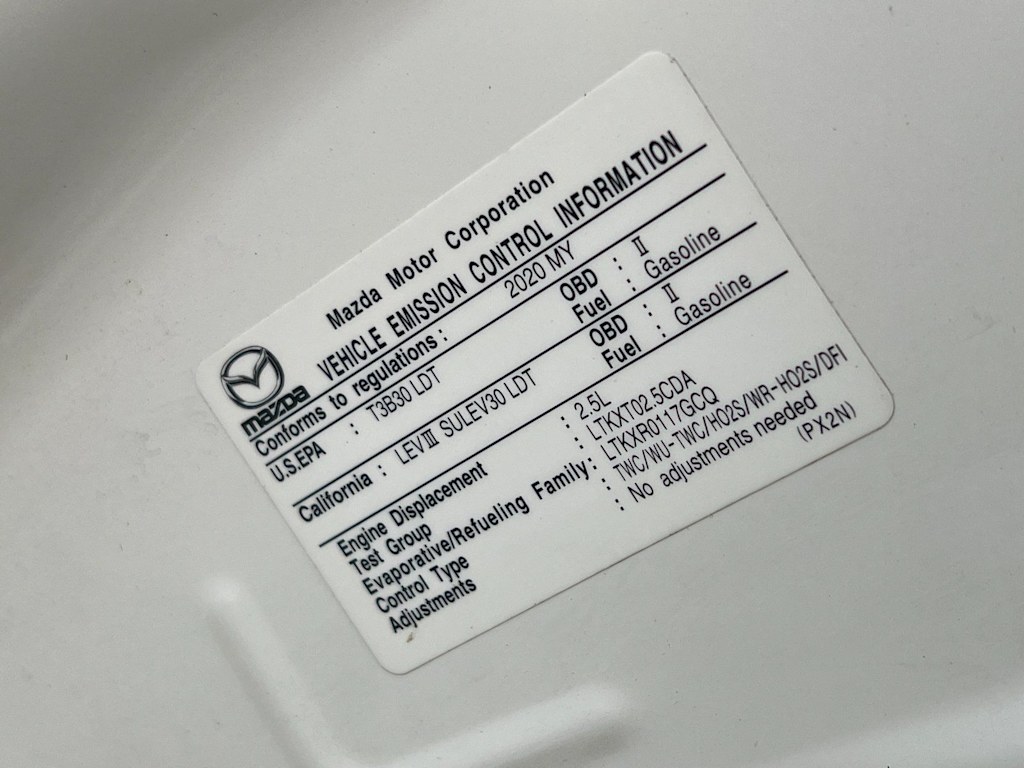 mazda
Mazda Motor Corporation
VEHICLE EMISSION CONTROL INFORMATION
Conforms to regulations : 2020 MY
U.S.EPA : T3B30 LDT OBD : II
Fuel : Gasoline
California : LEVIII SULEV30 LDT OBD : II
Fuel : Gasoline
Engine Displacement : 2.5L
Test Group : LTKXT02.5CDA
Evaporative/Refueling Family: LTKXR0117GCQ
Control Type : TWC/WU-TWC/HO2S/WR-HO2S/DFI
Adjustments : No adjustments needed
(PX2N)